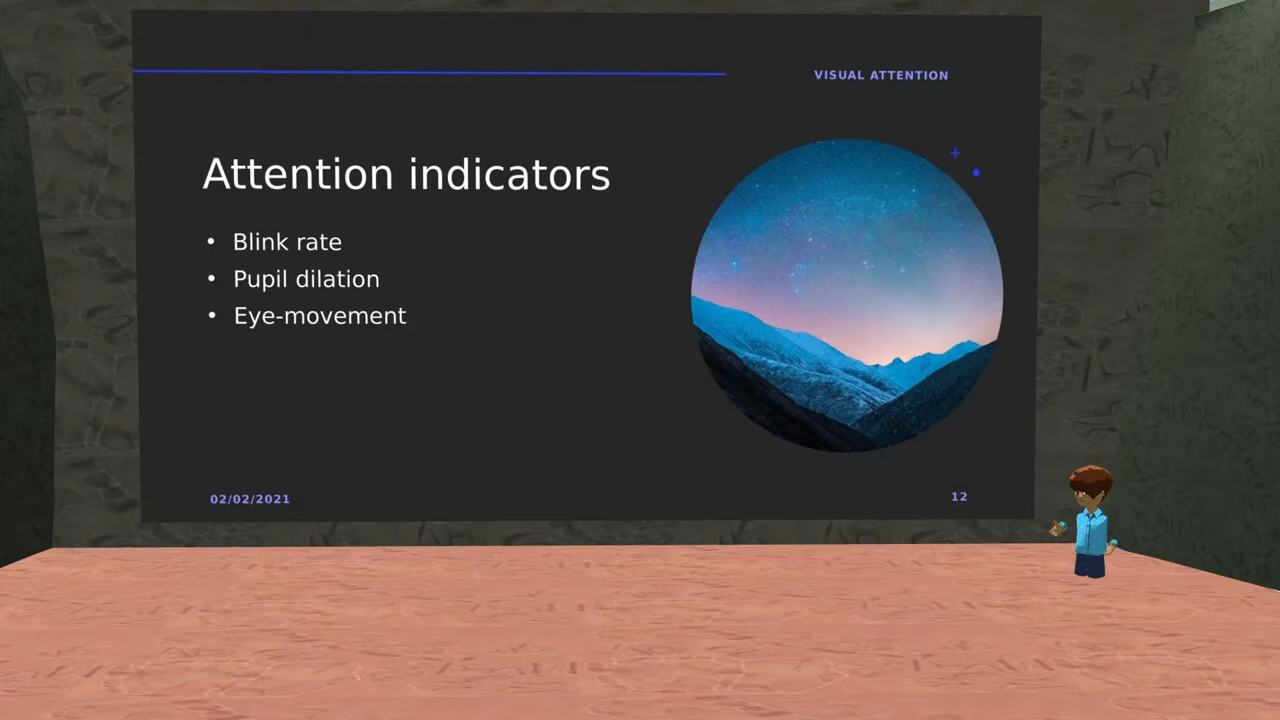 VISUAL ATTENTION
Attention indicators
• Blink rate
• Pupil dilation
• Eye-movement
02/02/2021
12